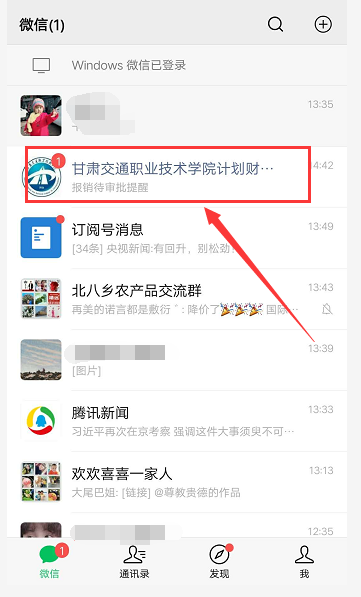 微信(1)
Windows 微信已登录
13:35
1
甘肃交通职业技术学院计划财…
4:42
报销待审批提醒
订阅号消息
13:49
[34条] 央视新闻:有回升，别松劲!
北八乡农产品交流群
13:43
再美的诺言都是敷衍゛: 降价了🎉🎉🎉 国际…
13:39
[图片]
腾讯新闻
13:33
习近平再次在京考察 强调这件大事须臾不可…
欢欢喜喜一家人
13:13
大尾巴姐: [链接] @尊教贵德的作品
12:35
1
微信
通讯录
发现
我